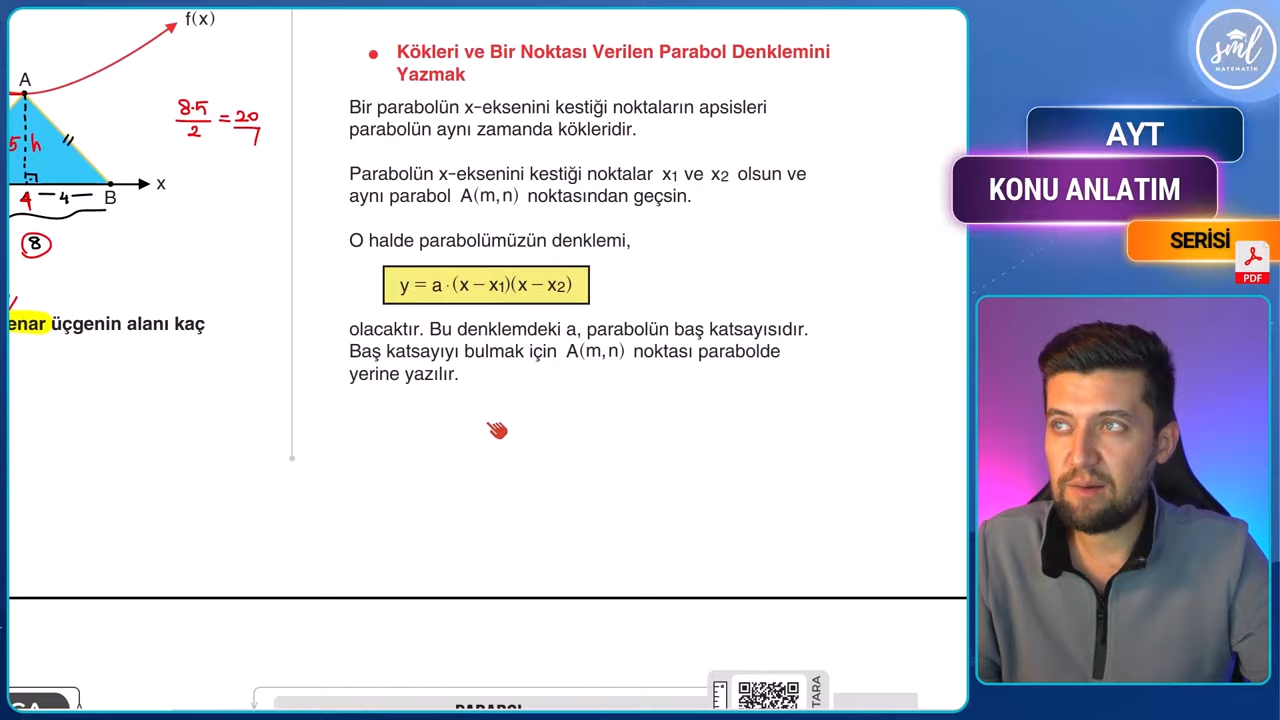 f(x)
A
8·5
2
= 20
5 h
x
4 — 4 —
B
8
enar üçgenin alanı kaç
• Kökleri ve Bir Noktası Verilen Parabol Denklemini
Yazmak
Bir parabolün x-eksenini kestiği noktaların apsisleri
parabolün aynı zamanda kökleridir.
Parabolün x-eksenini kestiği noktalar x1 ve x2 olsun ve
aynı parabol A(m,n) noktasından geçsin.
O halde parabolümüzün denklemi,
y = a · (x − x1)(x − x2)
olacaktır. Bu denklemdeki a, parabolün baş katsayısıdır.
Baş katsayıyı bulmak için A(m,n) noktası parabolde
yerine yazılır.
TARA
sml
MATEMATİK
AYT
KONU ANLATIM
SERİSİ
PDF